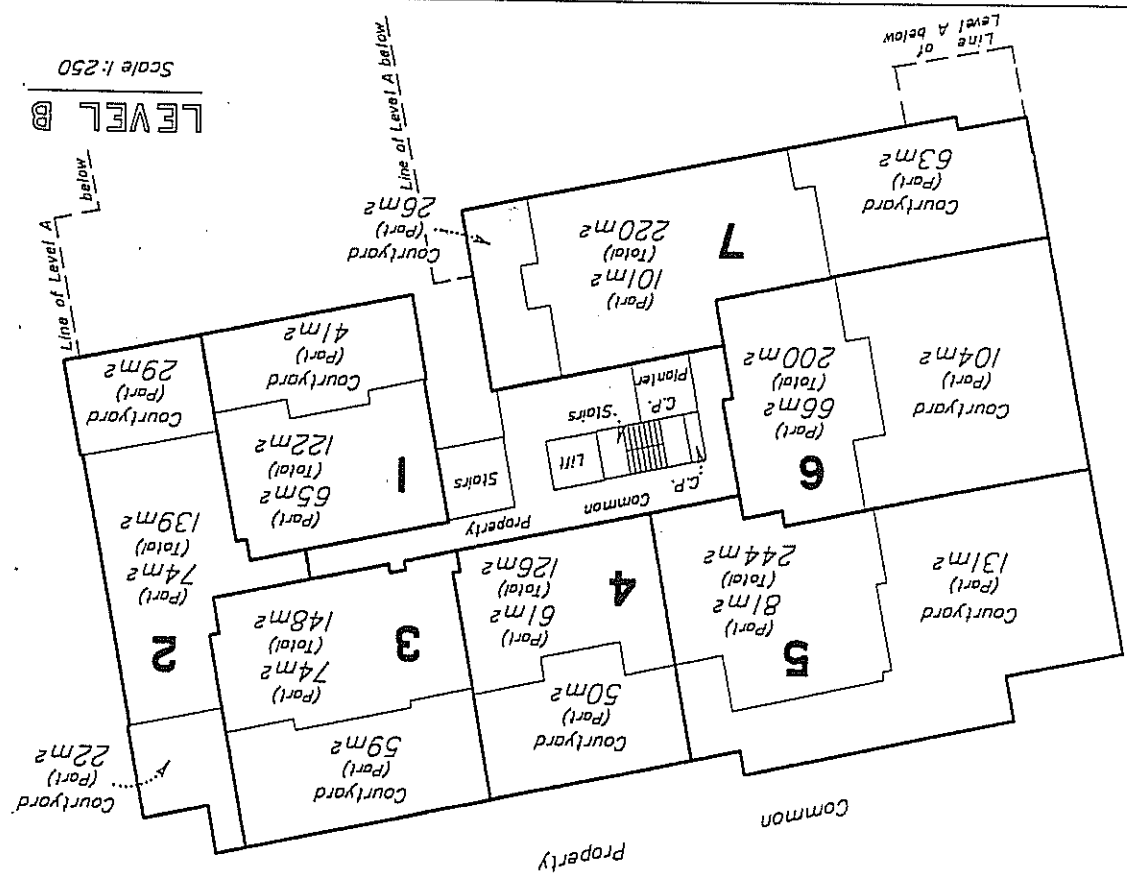 Property
Common
Courtyard
(Part)
22m²
Courtyard
(Part)
59m²
Courtyard
(Part)
50m²
5
(Part)
81m²
(Total)
244m²
Courtyard
(Part)
131m²
4
(Part)
61m²
(Total)
126m²
3
(Part)
74m²
(Total)
148m²
2
(Part)
74m²
(Total)
139m²
Common
Property
C.P.
Lift
Stairs
C.P.
Planter
Stairs
6
(Part)
66m²
(Total)
200m²
Courtyard
(Part)
104m²
1
(Part)
65m²
(Total)
122m²
Courtyard
(Part)
41m²
Courtyard
(Part)
29m²
7
(Part)
101m²
(Total)
220m²
Courtyard
(Part)
63m²
Courtyard
(Part)
26m²
Line of Level A below
Line of Level A below
Line of
Level A below
LEVEL B
Scale 1:250